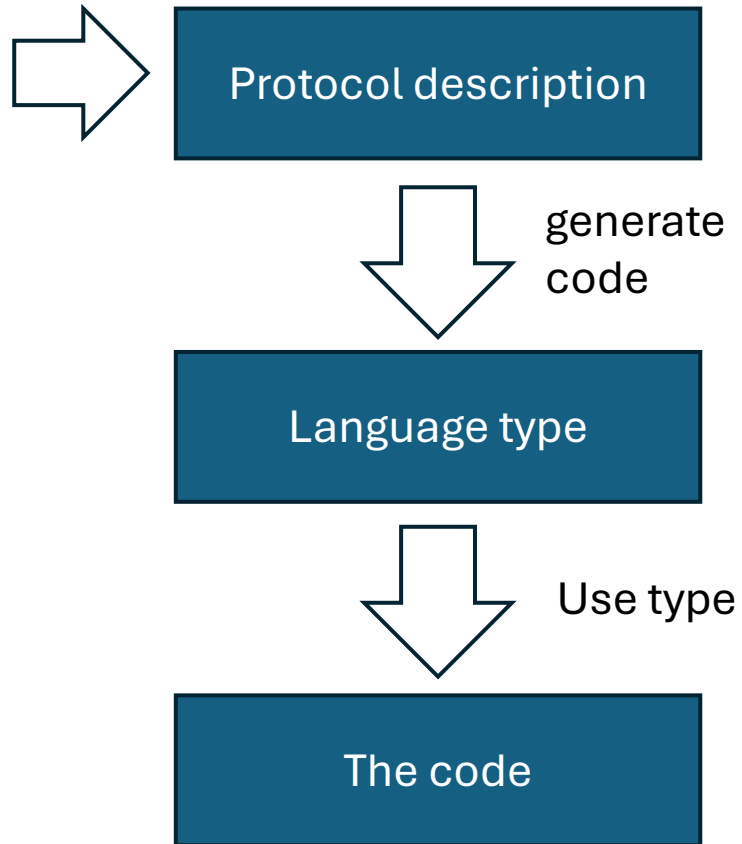 Protocol description
generate
code
Language type
Use type
The code